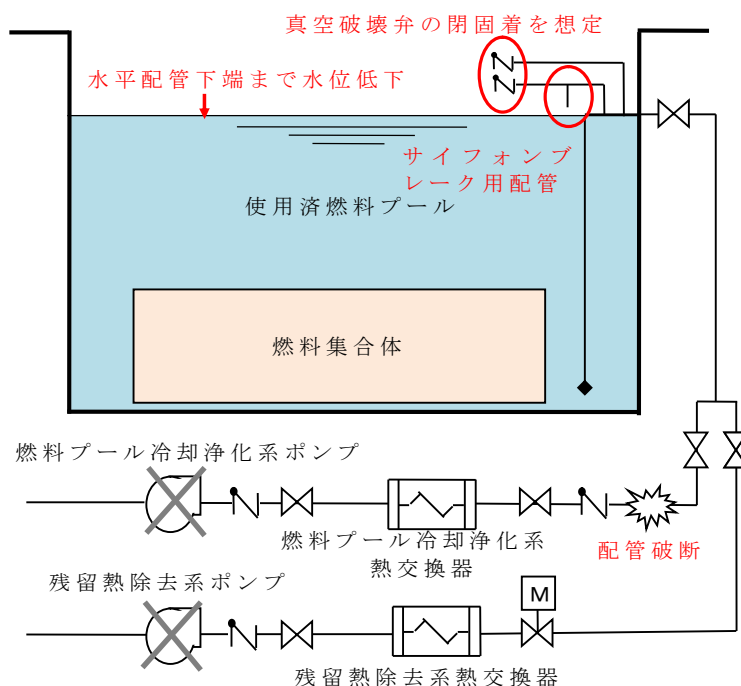 真空破壊弁の閉固着を想定
水平配管下端まで水位低下
サイフォンブ
レーク用配管
使用済燃料プール
燃料集合体
燃料プール冷却浄化系ポンプ
燃料プール冷却浄化系
熱交換器
配管破断
残留熱除去系ポンプ
M
残留熱除去系熱交換器